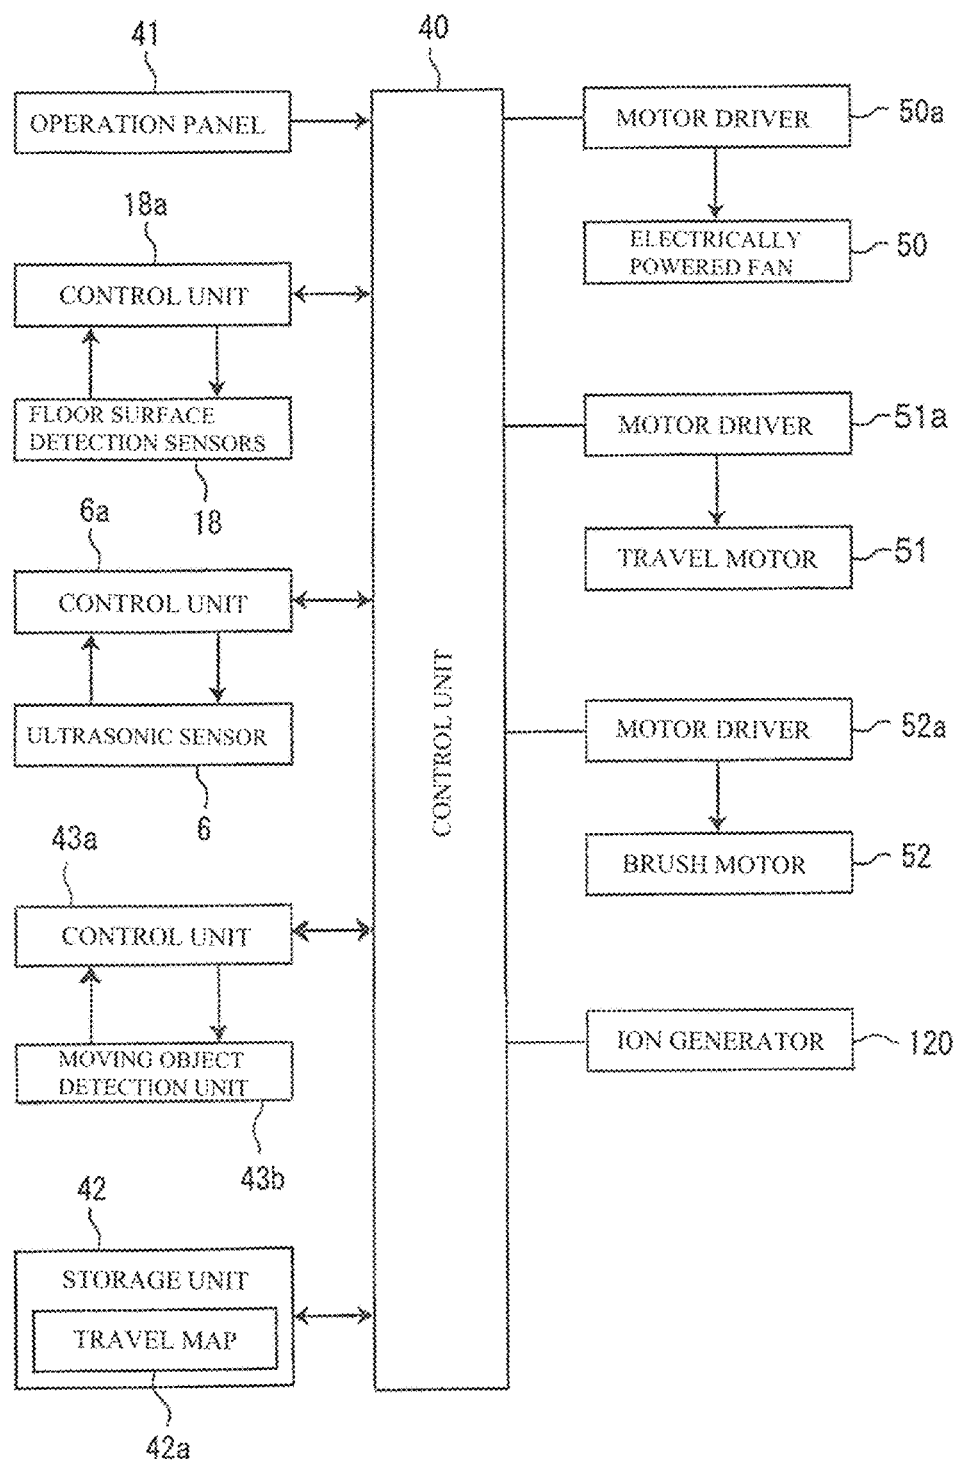 41
OPERATION PANEL
18a
CONTROL UNIT
FLOOR SURFACE
DETECTION SENSORS
18
6a
CONTROL UNIT
ULTRASONIC SENSOR
6
43a
CONTROL UNIT
MOVING OBJECT
DETECTION UNIT
43b
42
STORAGE UNIT
TRAVEL MAP
42a
40
CONTROL UNIT
MOTOR DRIVER
50a
ELECTRICALLY
POWERED FAN
50
MOTOR DRIVER
51a
TRAVEL MOTOR
51
MOTOR DRIVER
52a
BRUSH MOTOR
52
ION GENERATOR
120